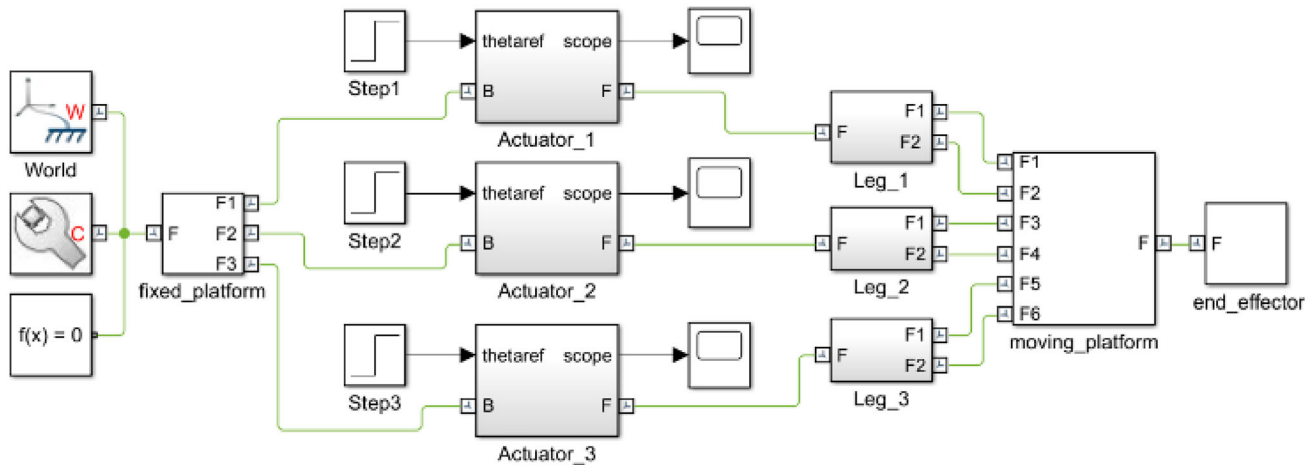 W
World
C
f(x) = 0
F
F1
F2
F3
fixed_platform
Step1
thetaref scope
B F
Actuator_1
Step2
thetaref scope
B F
Actuator_2
Step3
thetaref scope
B F
Actuator_3
F F1
F2
Leg_1
F F1
F2
Leg_2
F F1
F2
Leg_3
F1
F2
F3
F4
F5
F6
F
moving_platform
F
end_effector